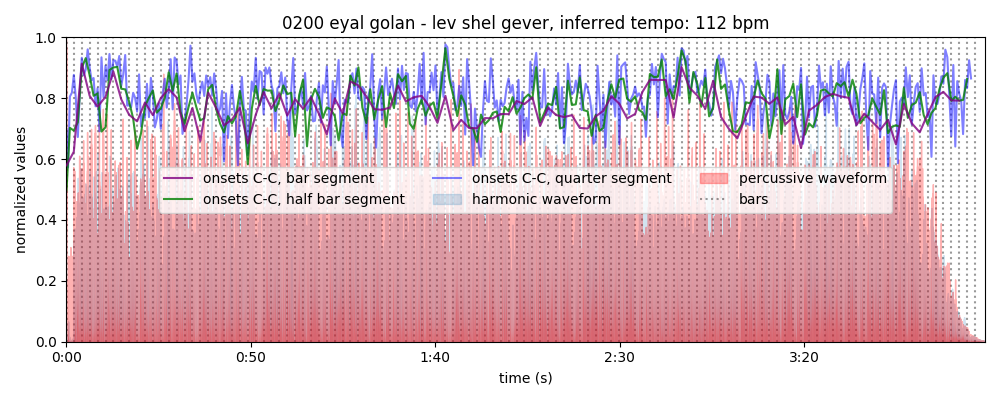 0200 eyal golan - lev shel gever, inferred tempo: 112 bpm
normalized values
1.0
0.8
0.6
0.4
0.2
0.0
onsets C-C, bar segment
onsets C-C, half bar segment
onsets C-C, quarter segment
harmonic waveform
percussive waveform
bars
0:00 0:50 1:40 2:30 3:20
time (s)